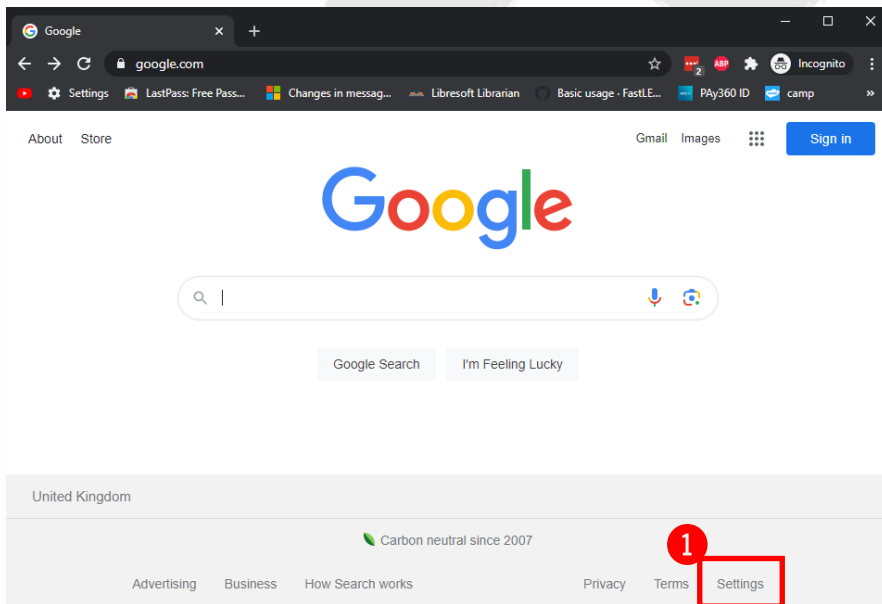 Google
google.com
2
ABP
Incognito
Settings
LastPass: Free Pass...
Changes in messag...
Libresoft Librarian
Basic usage · FastLE...
PAy360 ID
camp
»
About Store
Gmail Images
Sign in
Google
Google Search I'm Feeling Lucky
United Kingdom
Carbon neutral since 2007
1
Advertising Business How Search works Privacy Terms Settings